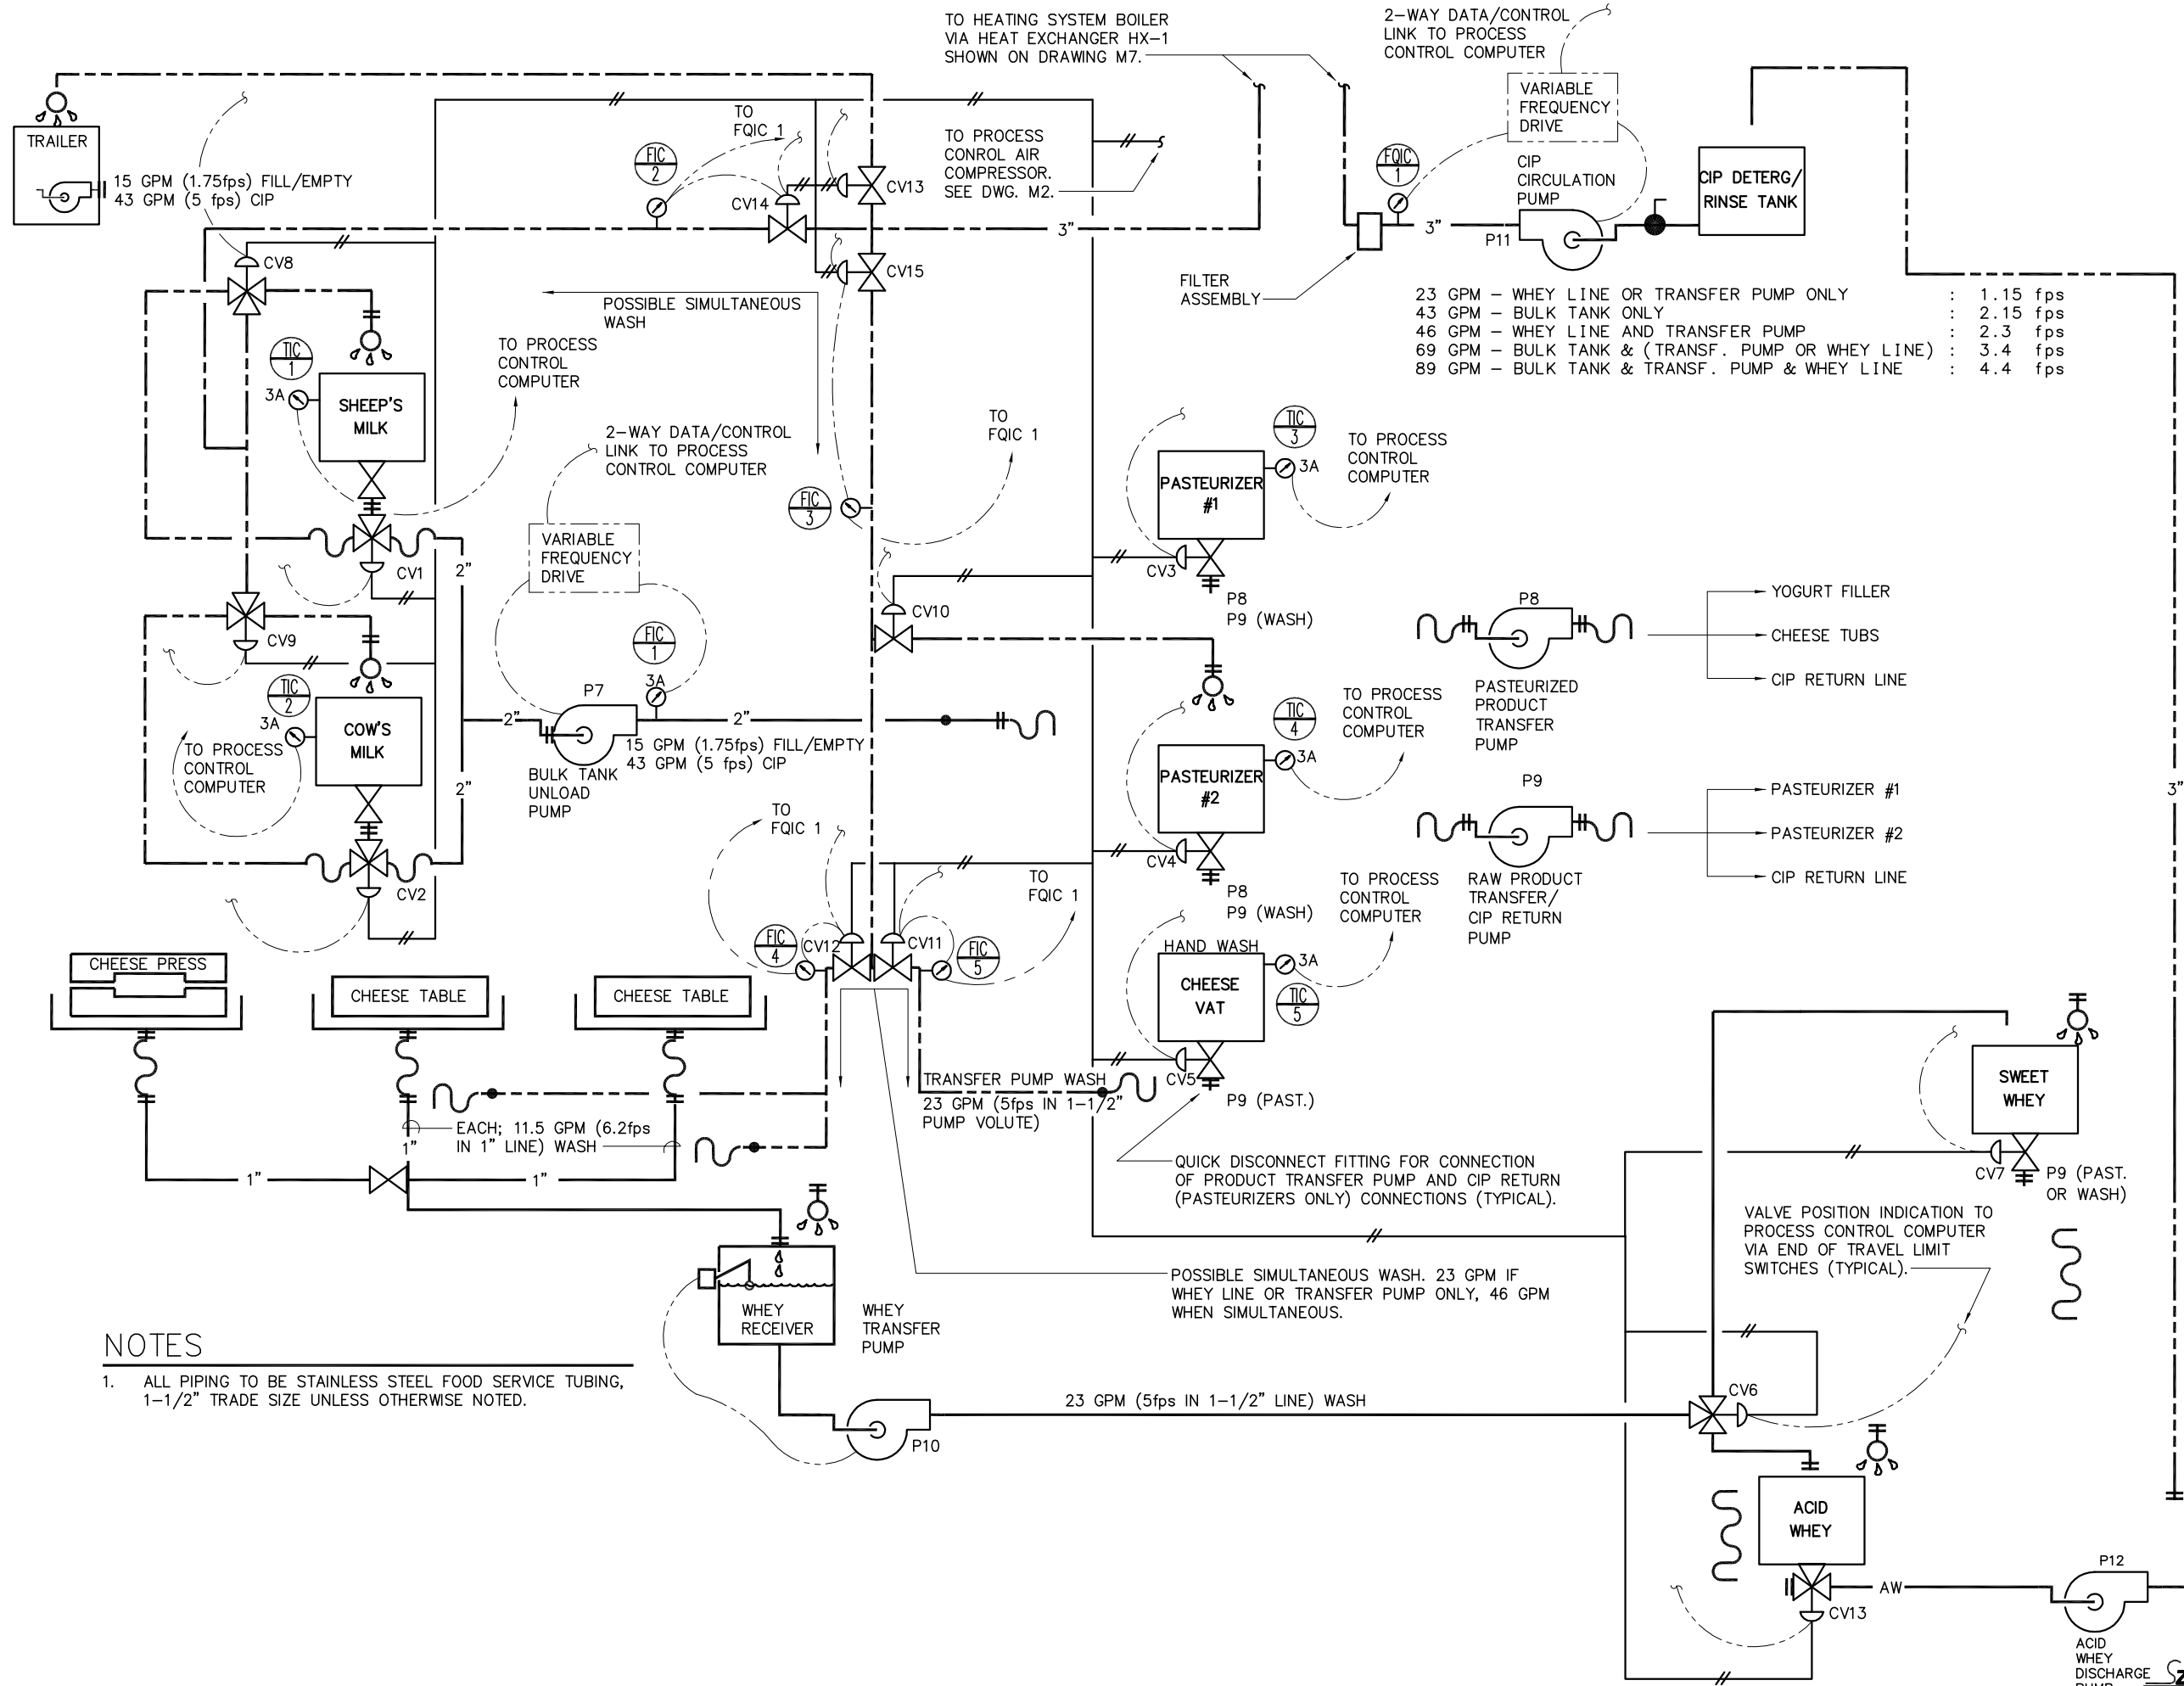 TO HEATING SYSTEM BOILER
VIA HEAT EXCHANGER HX-1
SHOWN ON DRAWING M7.
2-WAY DATA/CONTROL
LINK TO PROCESS
CONTROL COMPUTER
VARIABLE
FREQUENCY
DRIVE
TRAILER
15 GPM (1.75fps) FILL/EMPTY
43 GPM (5 fps) CIP
TO
FQIC 1
FIC
2
CV14
CV13
CV15
TO PROCESS
CONROL AIR
COMPRESSOR.
SEE DWG. M2.
3"
FQIC
1
3"
CIP
CIRCULATION
PUMP
P11
CIP DETERG/
RINSE TANK
FILTER
ASSEMBLY
23 GPM - WHEY LINE OR TRANSFER PUMP ONLY : 1.15 fps
43 GPM - BULK TANK ONLY : 2.15 fps
46 GPM - WHEY LINE AND TRANSFER PUMP : 2.3 fps
69 GPM - BULK TANK & (TRANSF. PUMP OR WHEY LINE) : 3.4 fps
89 GPM - BULK TANK & TRANSF. PUMP & WHEY LINE : 4.4 fps
CV8
POSSIBLE SIMULTANEOUS
WASH
TIC
1
3A
SHEEP'S
MILK
TO PROCESS
CONTROL
COMPUTER
CV1
2"
2-WAY DATA/CONTROL
LINK TO PROCESS
CONTROL COMPUTER
VARIABLE
FREQUENCY
DRIVE
FIC
3
TO
FQIC 1
CV10
CV9
TIC
2
3A
COW'S
MILK
TO PROCESS
CONTROL
COMPUTER
2"
CV2
2"
P7
FIC
1
3A
2"
15 GPM (1.75fps) FILL/EMPTY
43 GPM (5 fps) CIP
BULK TANK
UNLOAD
PUMP
PASTEURIZER
#1
TIC
3
3A
TO PROCESS
CONTROL
COMPUTER
CV3
P8
P9 (WASH)
PASTEURIZER
#2
TIC
4
3A
TO PROCESS
CONTROL
COMPUTER
CV4
P8
P9 (WASH)
P8
PASTEURIZED
PRODUCT
TRANSFER
PUMP
YOGURT FILLER
CHEESE TUBS
CIP RETURN LINE
P9
RAW PRODUCT
TRANSFER/
CIP RETURN
PUMP
PASTEURIZER #1
PASTEURIZER #2
CIP RETURN LINE
3"
TO
FQIC 1
FIC
4
CV12
CV11
FIC
5
TO
FQIC 1
TO PROCESS
CONTROL
COMPUTER
HAND WASH
CHEESE
VAT
3A
TIC
5
CV5
P9 (PAST.)
CHEESE PRESS
CHEESE TABLE
CHEESE TABLE
TRANSFER PUMP WASH
23 GPM (5fps IN 1-1/2"
PUMP VOLUTE)
EACH; 11.5 GPM (6.2fps
IN 1" LINE) WASH
1"
1"
1"
QUICK DISCONNECT FITTING FOR CONNECTION
OF PRODUCT TRANSFER PUMP AND CIP RETURN
(PASTEURIZERS ONLY) CONNECTIONS (TYPICAL).
SWEET
WHEY
CV7
P9 (PAST.
OR WASH)
VALVE POSITION INDICATION TO
PROCESS CONTROL COMPUTER
VIA END OF TRAVEL LIMIT
SWITCHES (TYPICAL).
POSSIBLE SIMULTANEOUS WASH. 23 GPM IF
WHEY LINE OR TRANSFER PUMP ONLY, 46 GPM
WHEN SIMULTANEOUS.
WHEY
RECEIVER
WHEY
TRANSFER
PUMP
NOTES
1. ALL PIPING TO BE STAINLESS STEEL FOOD SERVICE TUBING,
1-1/2" TRADE SIZE UNLESS OTHERWISE NOTED.
23 GPM (5fps IN 1-1/2" LINE) WASH
P10
CV6
ACID
WHEY
AW
CV13
P12
ACID
WHEY
DISCHARGE